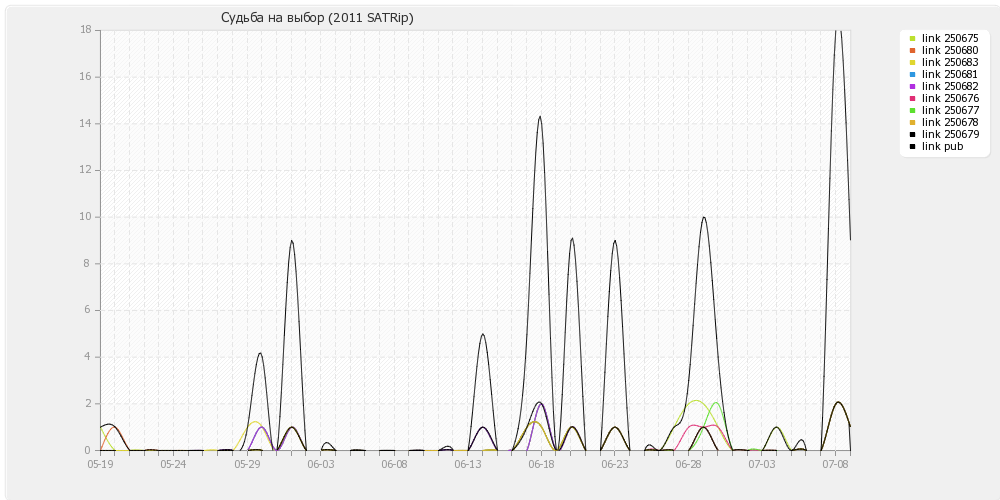 Судьба на выбор (2011 SATRip)
18
16
14
12
10
8
6
4
2
0
05-19 05-24 05-29 06-03 06-08 06-13 06-18 06-23 06-28 07-03 07-08
link 250675
link 250680
link 250683
link 250681
link 250682
link 250676
link 250677
link 250678
link 250679
link pub